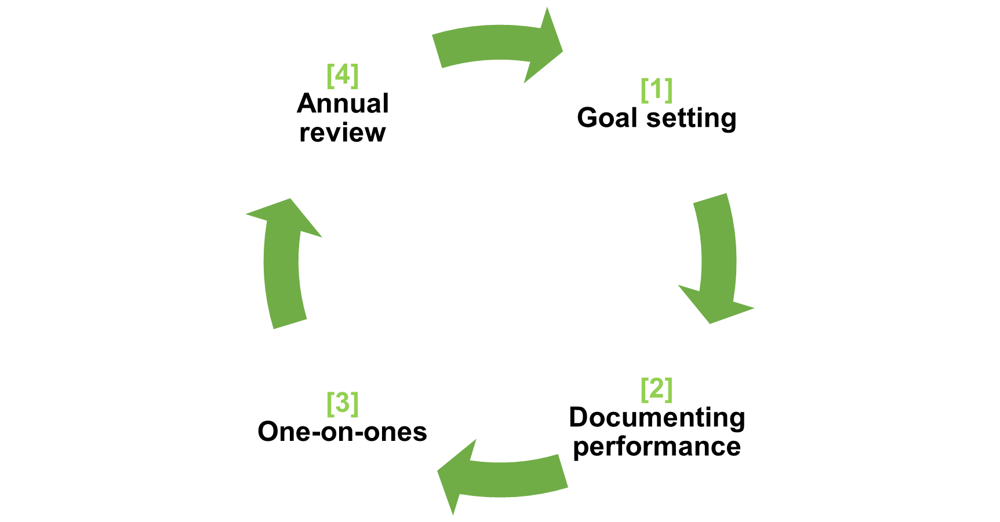 [1]
Goal setting
[2]
Documenting
performance
[3]
One-on-ones
[4]
Annual
review